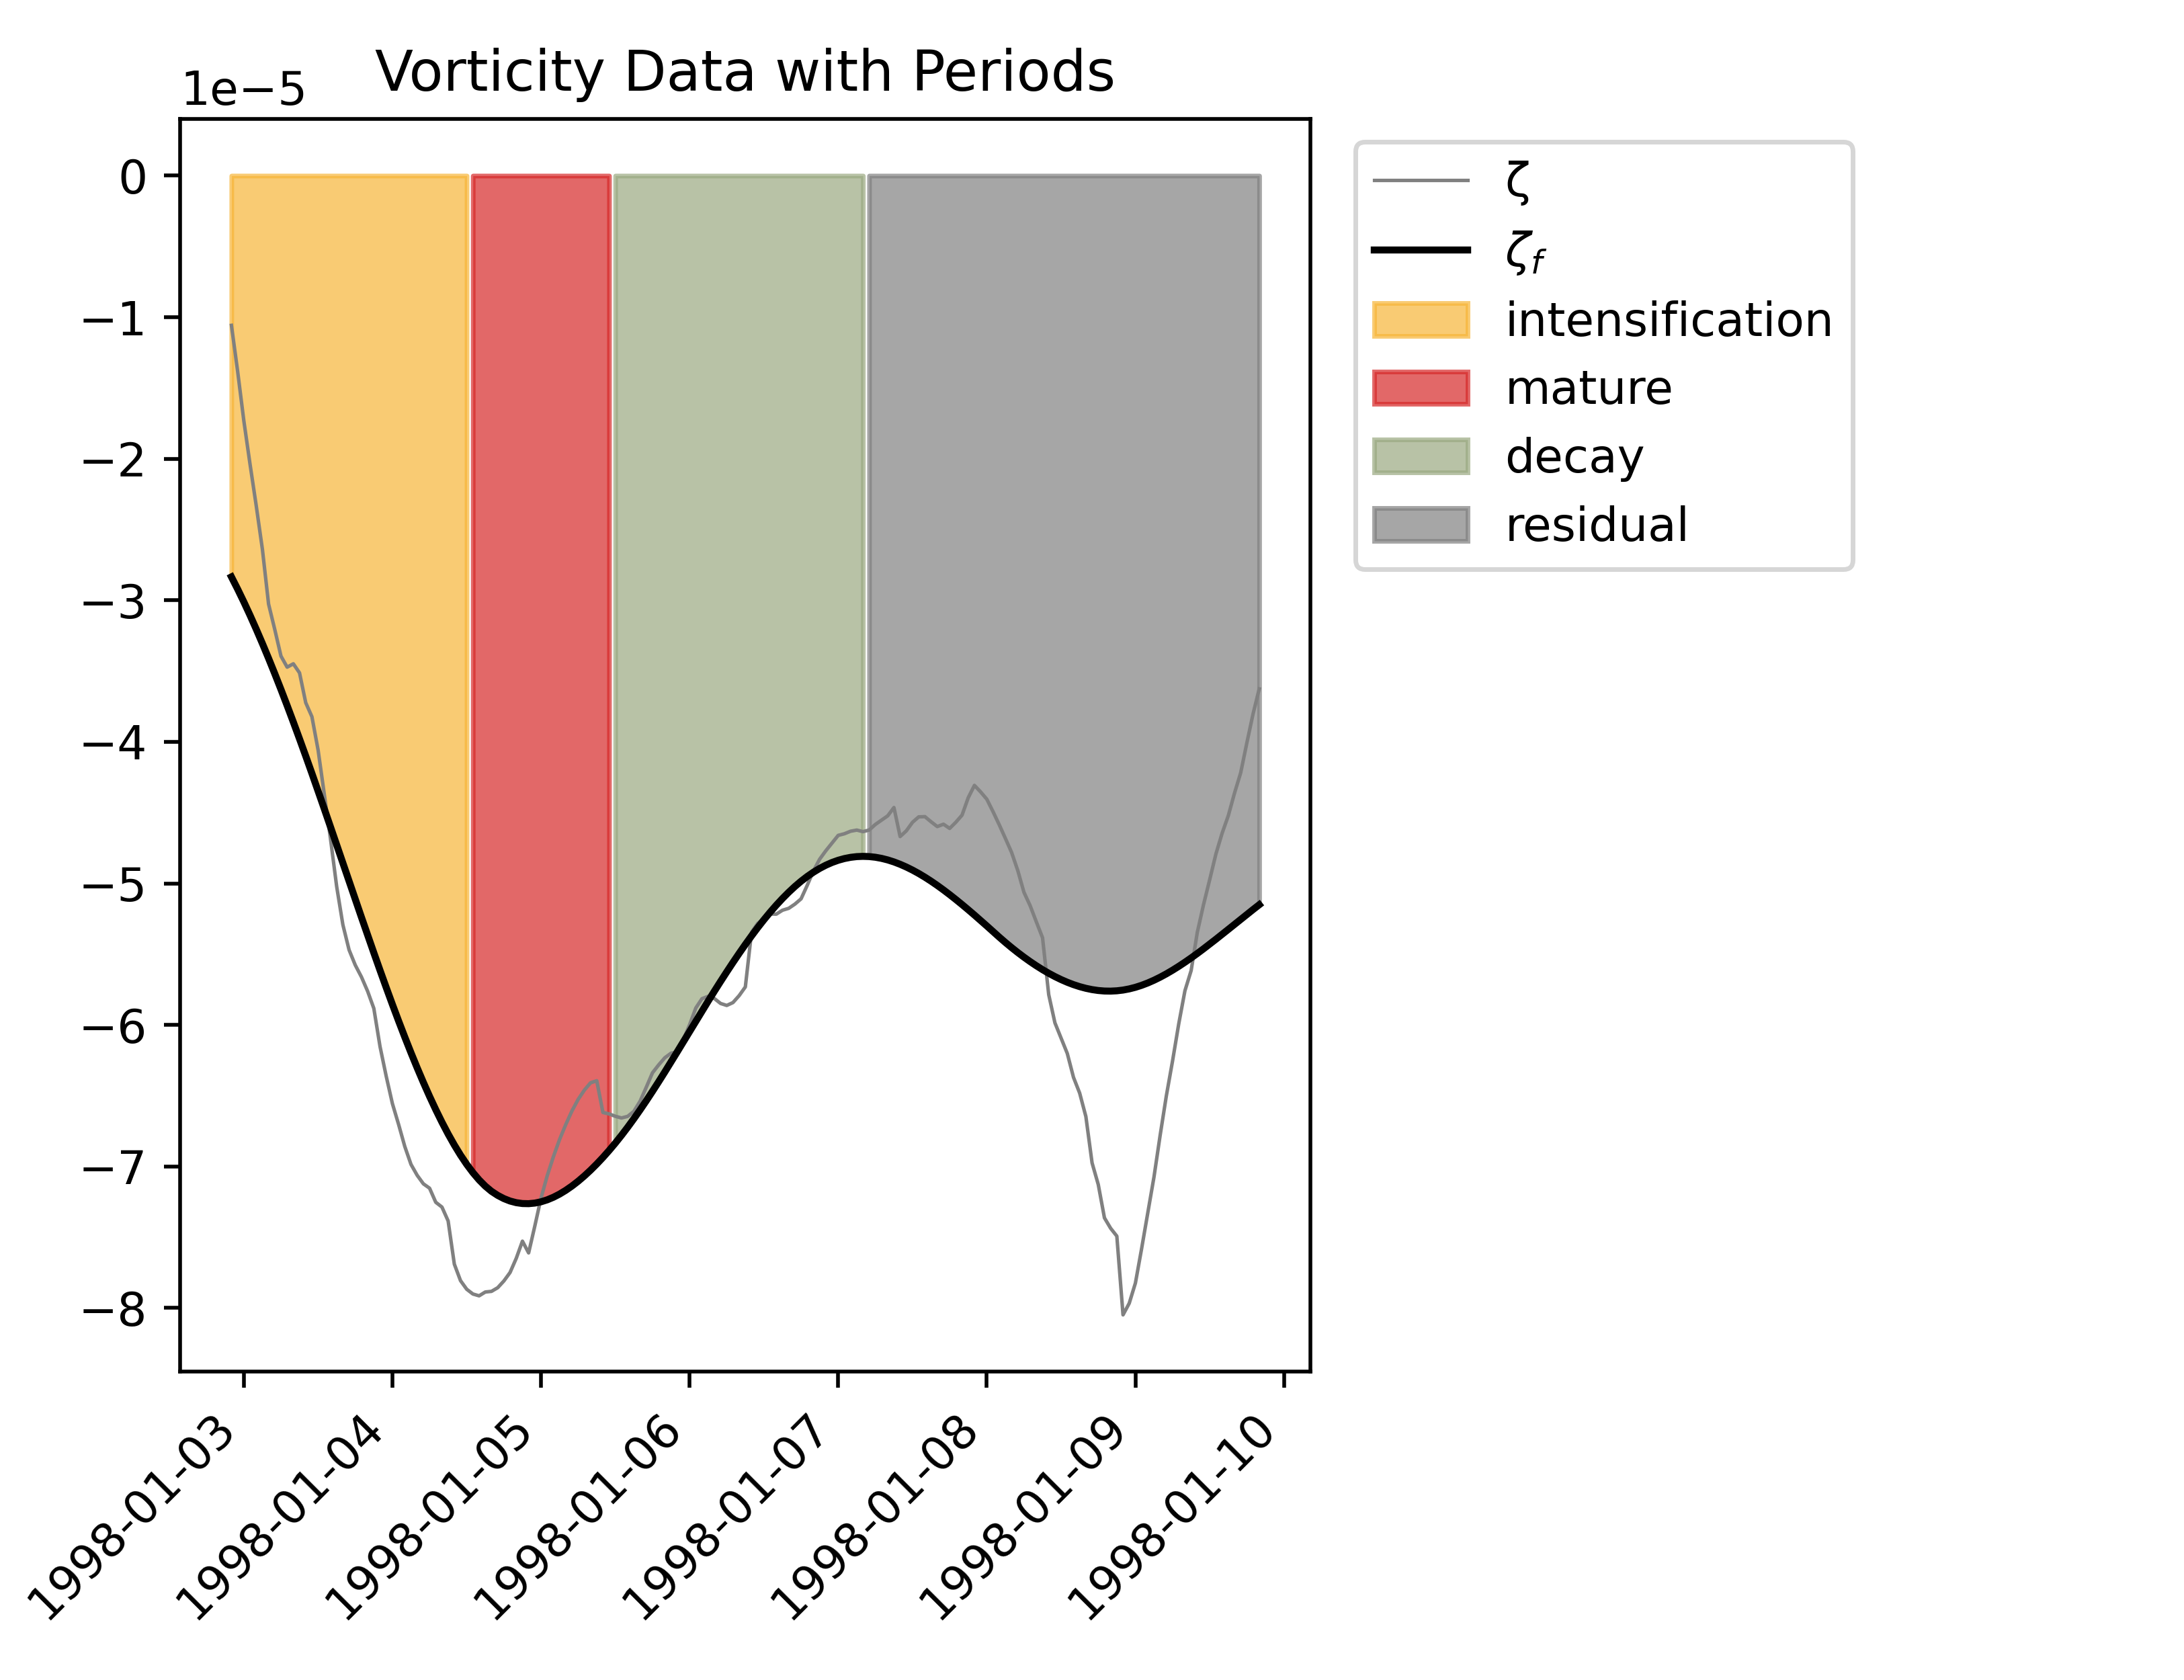 Vorticity Data with Periods
1e−5
0
−1
−2
−3
−4
−5
−6
−7
−8
1998-01-03
1998-01-04
1998-01-05
1998-01-06
1998-01-07
1998-01-08
1998-01-09
1998-01-10
ζ
ζf
intensification
mature
decay
residual